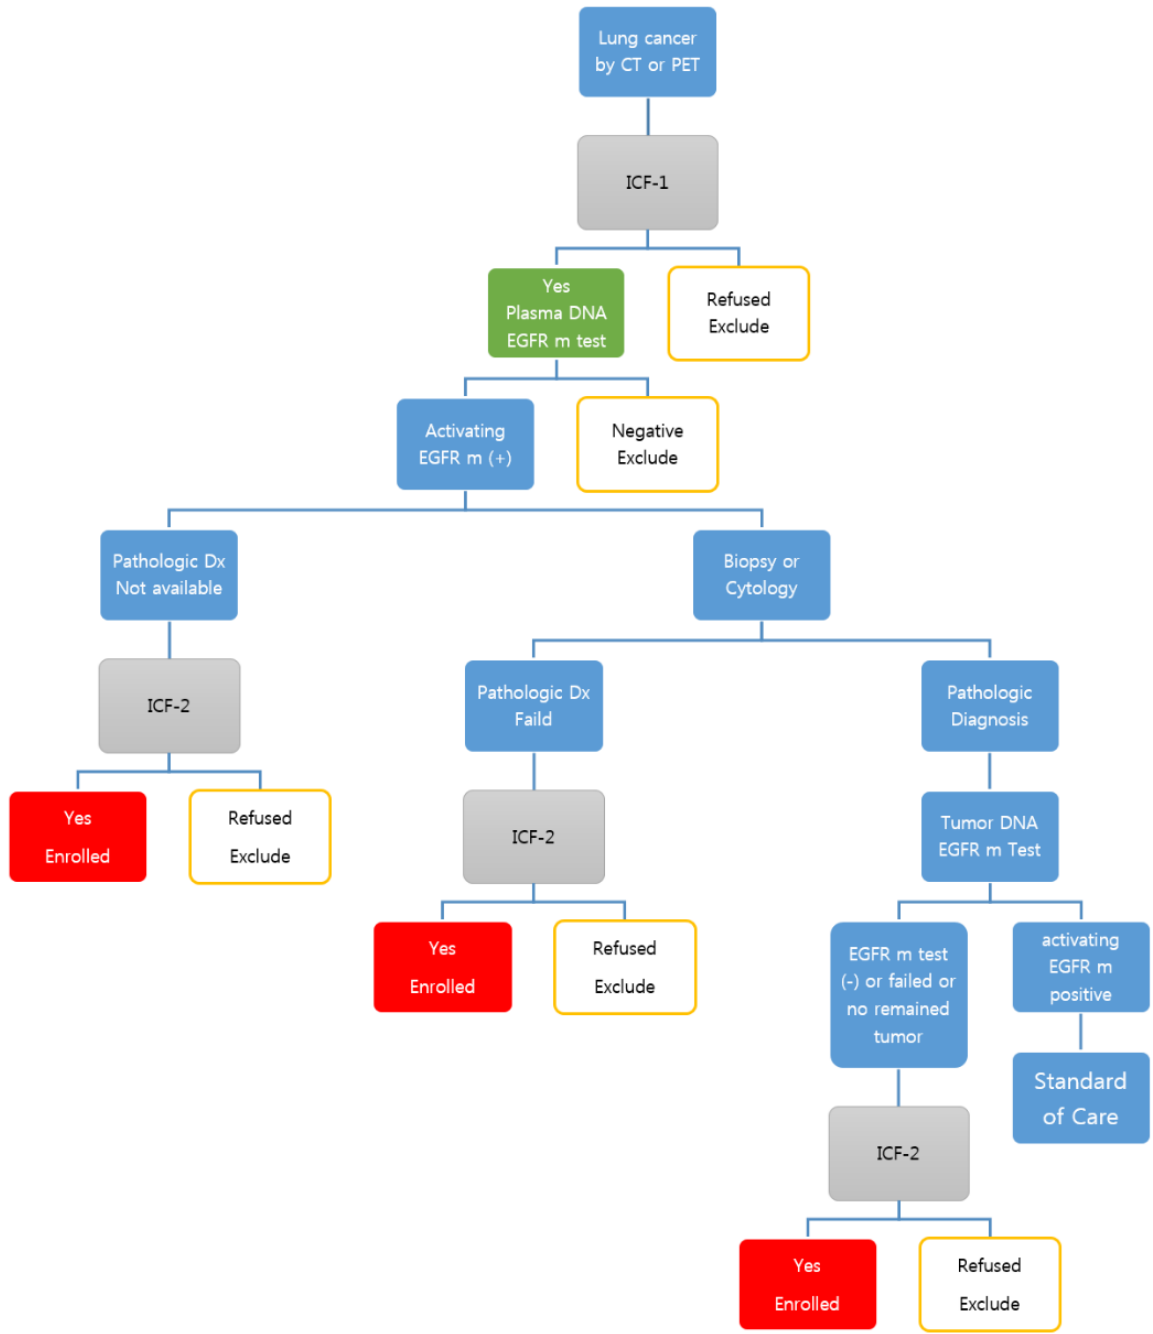 Lung cancer
by CT or PET
ICF-1
Yes
Plasma DNA
EGFR m test
Refused
Exclude
Activating
EGFR m (+)
Negative
Exclude
Pathologic Dx
Not available
Biopsy or
Cytology
ICF-2
Yes
Enrolled
Refused
Exclude
Pathologic Dx
Faild
ICF-2
Yes
Enrolled
Refused
Exclude
Pathologic
Diagnosis
Tumor DNA
EGFR m Test
EGFR m test
(-) or failed or
no remained
tumor
activating
EGFR m
positive
Standard
of Care
ICF-2
Yes
Enrolled
Refused
Exclude